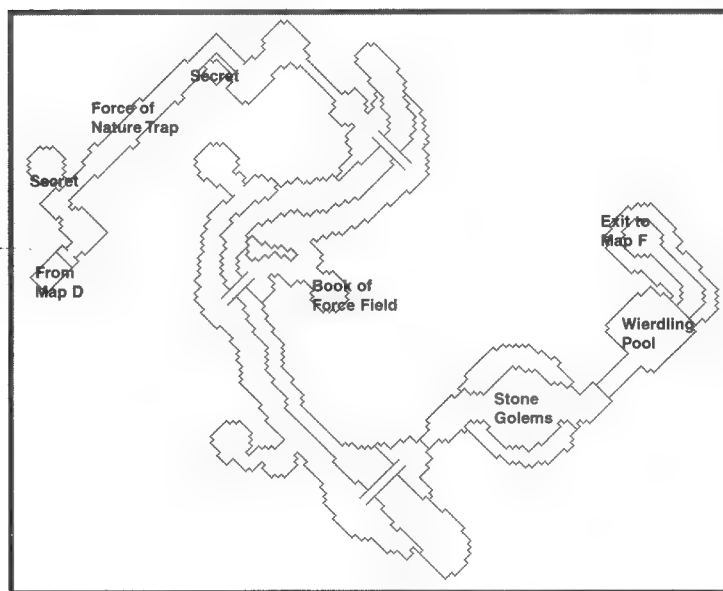 Secret
Force of
Nature Trap
Secret
From
Map D
Book of
Force Field
Exit to
Map F
Wierdling
Pool
Stone
Golems